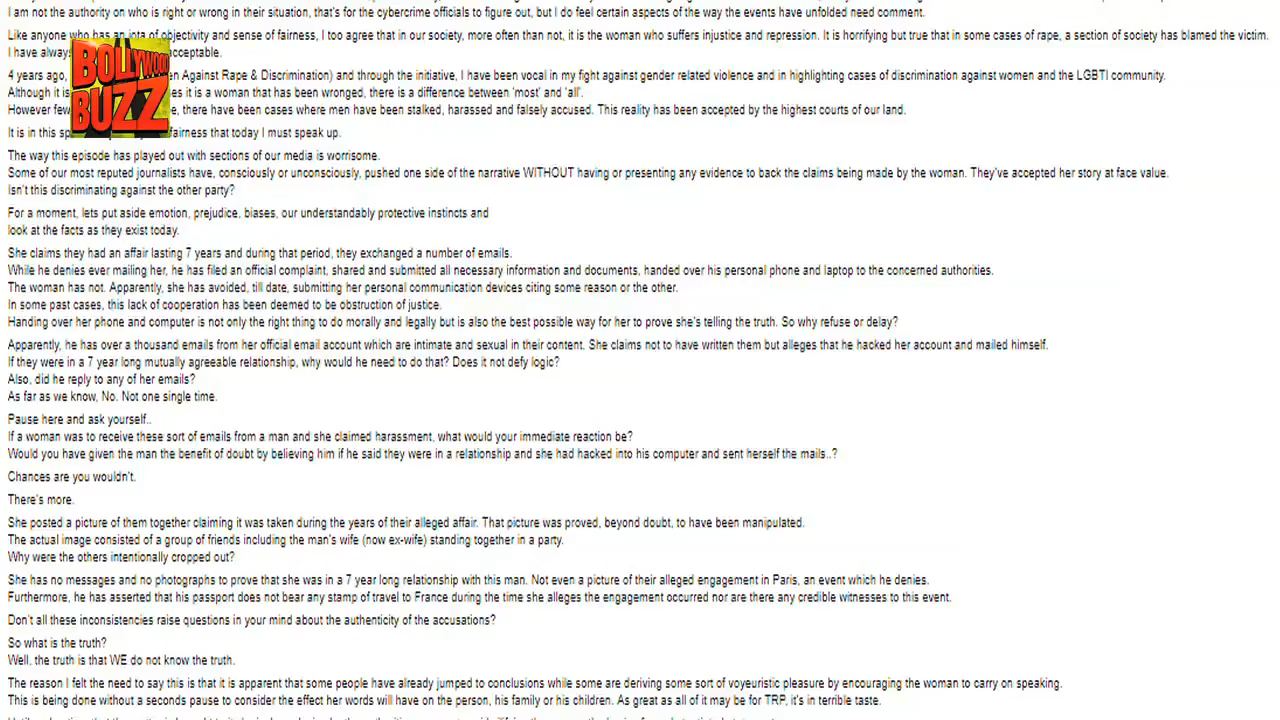 I am not the authority on who is right or wrong in their situation, that's for the cybercrime officials to figure out, but I do feel certain aspects of the way the events have unfolded need comment.
Like anyone who has an iota of objectivity and sense of fairness, I too agree that in our society, more often than not, it is the woman who suffers injustice and repression. It is horrifying but true that in some cases of rape, a section of society has blamed the victim.
I have alway acceptable.
4 years ago, en Against Rape & Discrimination) and through the initiative, I have been vocal in my fight against gender related violence and in highlighting cases of discrimination against women and the LGBTI community.
Although it is es it is a woman that has been wronged, there is a difference between 'most' and 'all'.
However few e, there have been cases where men have been stalked, harassed and falsely accused. This reality has been accepted by the highest courts of our land.
It is in this sp fairness that today I must speak up.
BOLLYWOOD
BUZZ
The way this episode has played out with sections of our media is worrisome.
Some of our most reputed journalists have, consciously or unconsciously, pushed one side of the narrative WITHOUT having or presenting any evidence to back the claims being made by the woman. They've accepted her story at face value.
Isn't this discriminating against the other party?
For a moment, lets put aside emotion, prejudice, biases, our understandably protective instincts and
look at the facts as they exist today.
She claims they had an affair lasting 7 years and during that period, they exchanged a number of emails.
While he denies ever mailing her, he has filed an official complaint, shared and submitted all necessary information and documents, handed over his personal phone and laptop to the concerned authorities.
The woman has not. Apparently, she has avoided, till date, submitting her personal communication devices citing some reason or the other.
In some past cases, this lack of cooperation has been deemed to be obstruction of justice.
Handing over her phone and computer is not only the right thing to do morally and legally but is also the best possible way for her to prove she's telling the truth. So why refuse or delay?
Apparently, he has over a thousand emails from her official email account which are intimate and sexual in their content. She claims not to have written them but alleges that he hacked her account and mailed himself.
If they were in a 7 year long mutually agreeable relationship, why would he need to do that? Does it not defy logic?
Also, did he reply to any of her emails?
As far as we know, No. Not one single time.
Pause here and ask yourself..
If a woman was to receive these sort of emails from a man and she claimed harassment, what would your immediate reaction be?
Would you have given the man the benefit of doubt by believing him if he said they were in a relationship and she had hacked into his computer and sent herself the mails..?
Chances are you wouldn't.
There's more.
She posted a picture of them together claiming it was taken during the years of their alleged affair. That picture was proved, beyond doubt, to have been manipulated.
The actual image consisted of a group of friends including the man's wife (now ex-wife) standing together in a party.
Why were the others intentionally cropped out?
She has no messages and no photographs to prove that she was in a 7 year long relationship with this man. Not even a picture of their alleged engagement in Paris, an event which he denies.
Furthermore, he has asserted that his passport does not bear any stamp of travel to France during the time she alleges the engagement occurred nor are there any credible witnesses to this event.
Don't all these inconsistencies raise questions in your mind about the authenticity of the accusations?
So what is the truth?
Well, the truth is that WE do not know the truth.
The reason I felt the need to say this is that it is apparent that some people have already jumped to conclusions while some are deriving some sort of voyeuristic pleasure by encouraging the woman to carry on speaking.
This is being done without a seconds pause to consider the effect her words will have on the person, his family or his children. As great as all of it may be for TRP, it's in terrible taste.